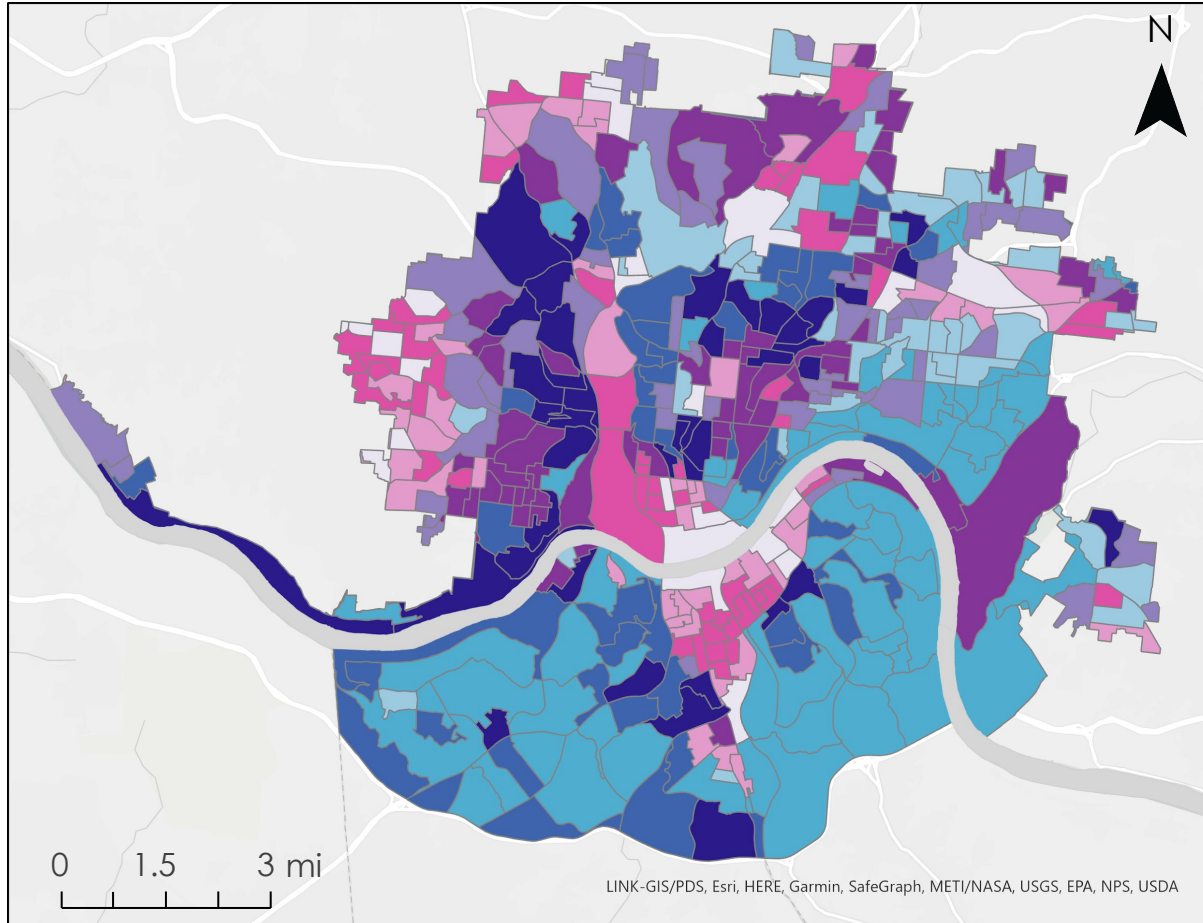 N
0 1.5 3 mi
LINK-GIS/PDS, Esri, HERE, Garmin, SafeGraph, METI/NASA, USGS, EPA, NPS, USDA